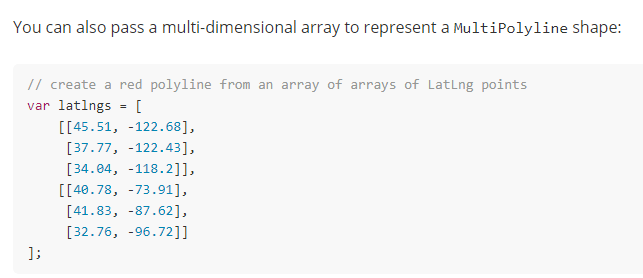 You can also pass a multi-dimensional array to represent a MultiPolyline shape:
// create a red polyline from an array of arrays of LatLng points
var latlngs = [
    [[45.51, -122.68],
     [37.77, -122.43],
     [34.04, -118.2]],
    [[40.78, -73.91],
     [41.83, -87.62],
     [32.76, -96.72]]
];